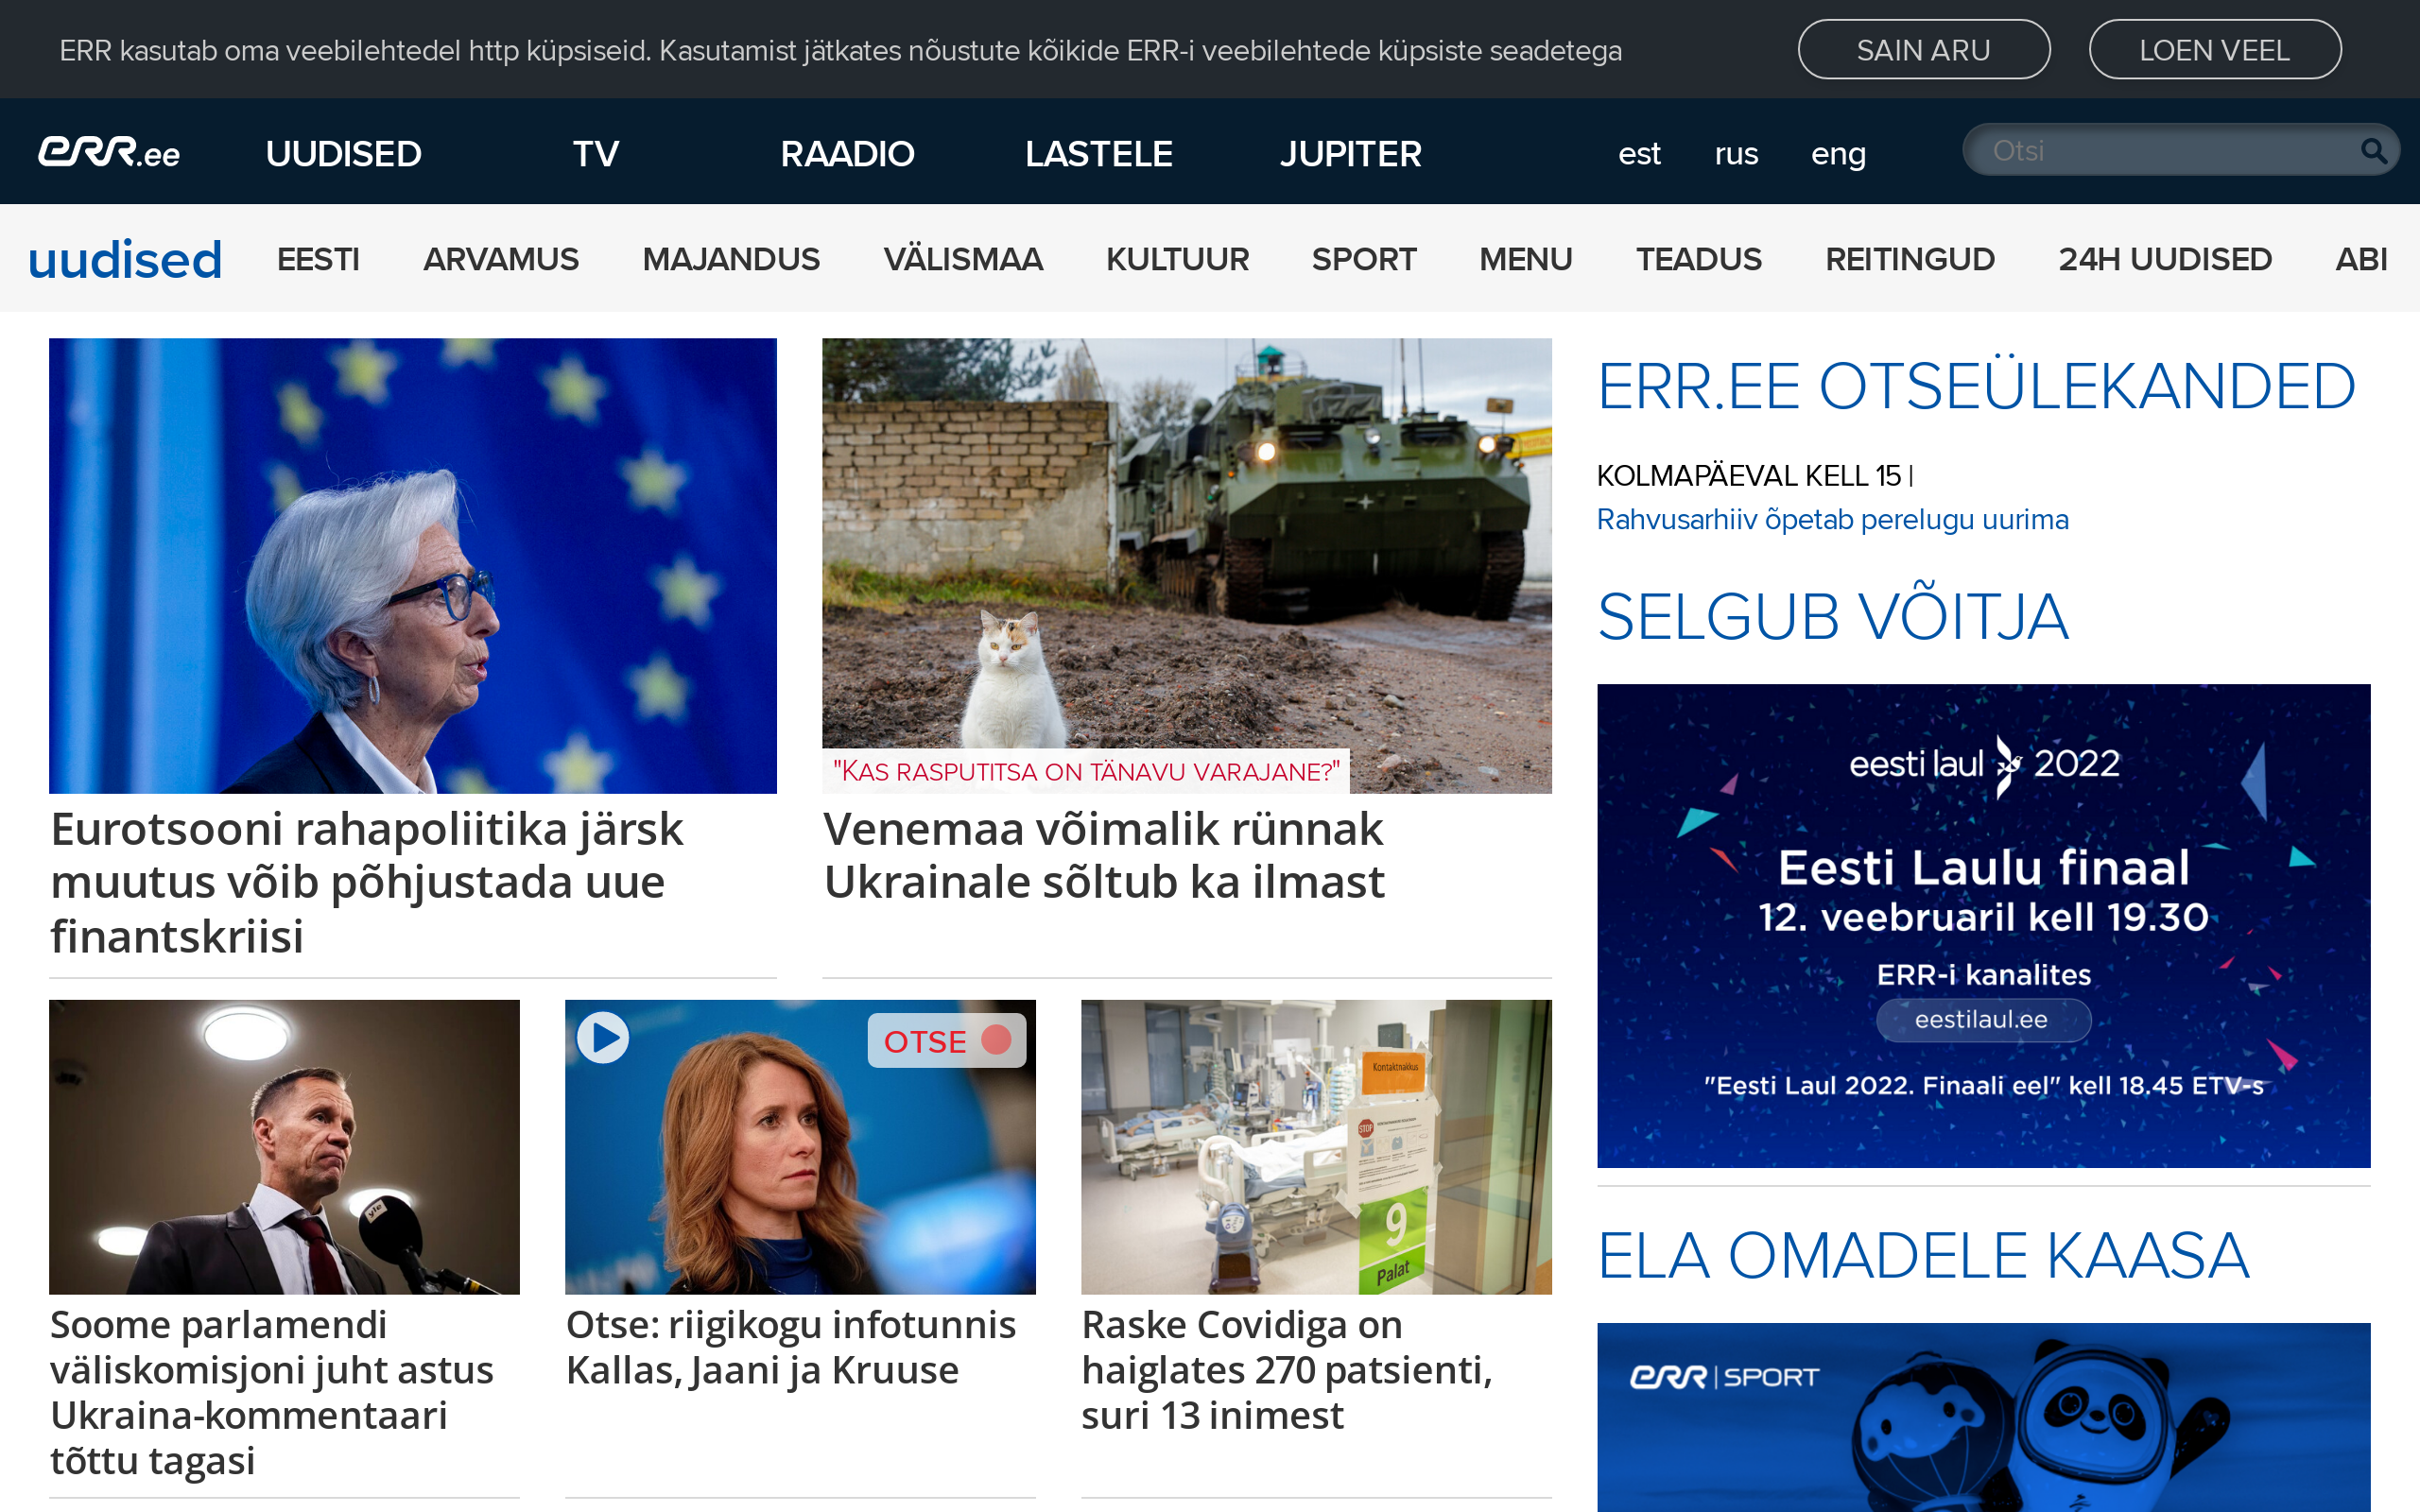 ERR kasutab oma veebilehtedel http küpsiseid. Kasutamist jätkates nõustute kõikide ERR-i veebilehtede küpsiste seadetega
SAIN ARU
LOEN VEEL
err.ee
UUDISED
TV
RAADIO
LASTELE
JUPITER
est
rus
eng
Otsi
uudised
EESTI
ARVAMUS
MAJANDUS
VÄLISMAA
KULTUUR
SPORT
MENU
TEADUS
REITINGUD
24H UUDISED
ABI
"KAS RASPUTITSA ON TÄNAVU VARAJANE?"
Eurotsooni rahapoliitika järsk
muutus võib põhjustada uue
finantskriisi
Venemaa võimalik rünnak
Ukrainale sõltub ka ilmast
yle
Soome parlamendi
väliskomisjoni juht astus
Ukraina-kommentaari
tõttu tagasi
OTSE
Otse: riigikogu infotunnis
Kallas, Jaani ja Kruuse
Kontaktnakkus
STOP
9
Palat
Raske Covidiga on
haiglates 270 patsienti,
suri 13 inimest
ERR.EE OTSEÜLEKANDED
KOLMAPÄEVAL KELL 15 |
Rahvusarhiiv õpetab perelugu uurima
SELGUB VÕITJA
eesti laul 2022
Eesti Laulu finaal
12. veebruaril kell 19.30
ERR-i kanalites
eestilaul.ee
"Eesti Laul 2022. Finaali eel" kell 18.45 ETV-s
ELA OMADELE KAASA
err | SPORT